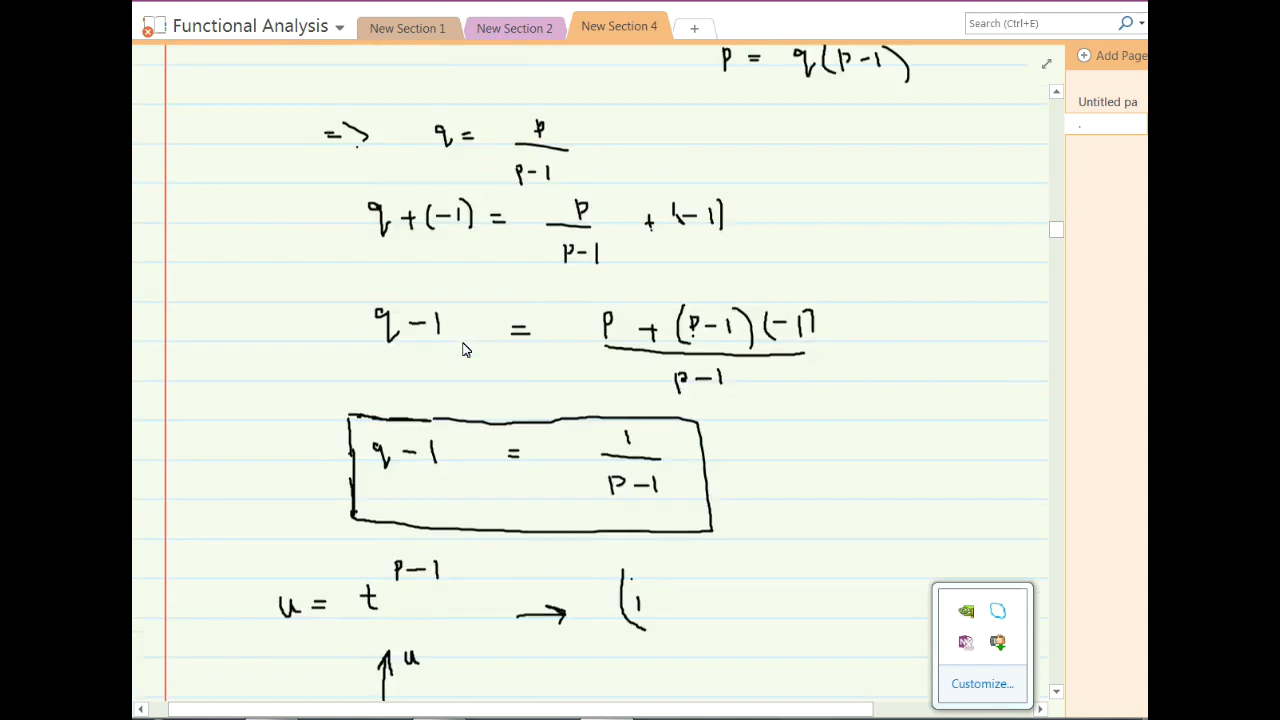 Functional Analysis
New Section 1
New Section 2
New Section 4
+
Search (Ctrl+E)
Add Page
Untitled pa
.
p = q(p-1)
=> q = p/(p-1)
q + (-1) = p/(p-1) + (-1)
q - 1 = (p + (p-1)(-1))/(p-1)
q - 1 = 1/(p-1)
u = t^(p-1) → (i
↑ u
Customize...